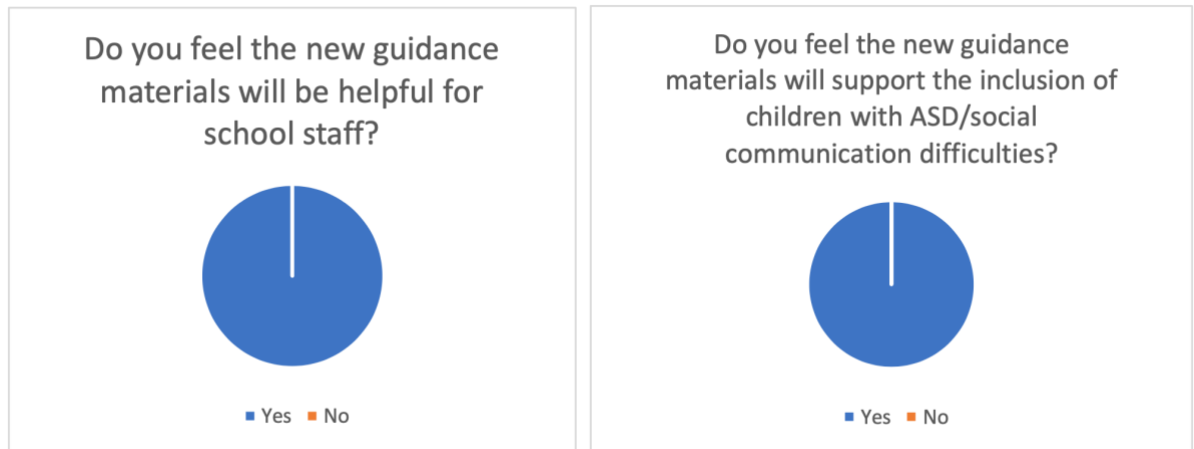 Do you feel the new guidance
materials will be helpful for
school staff?
Yes No
Do you feel the new guidance
materials will support the inclusion of
children with ASD/social
communication difficulties?
Yes No